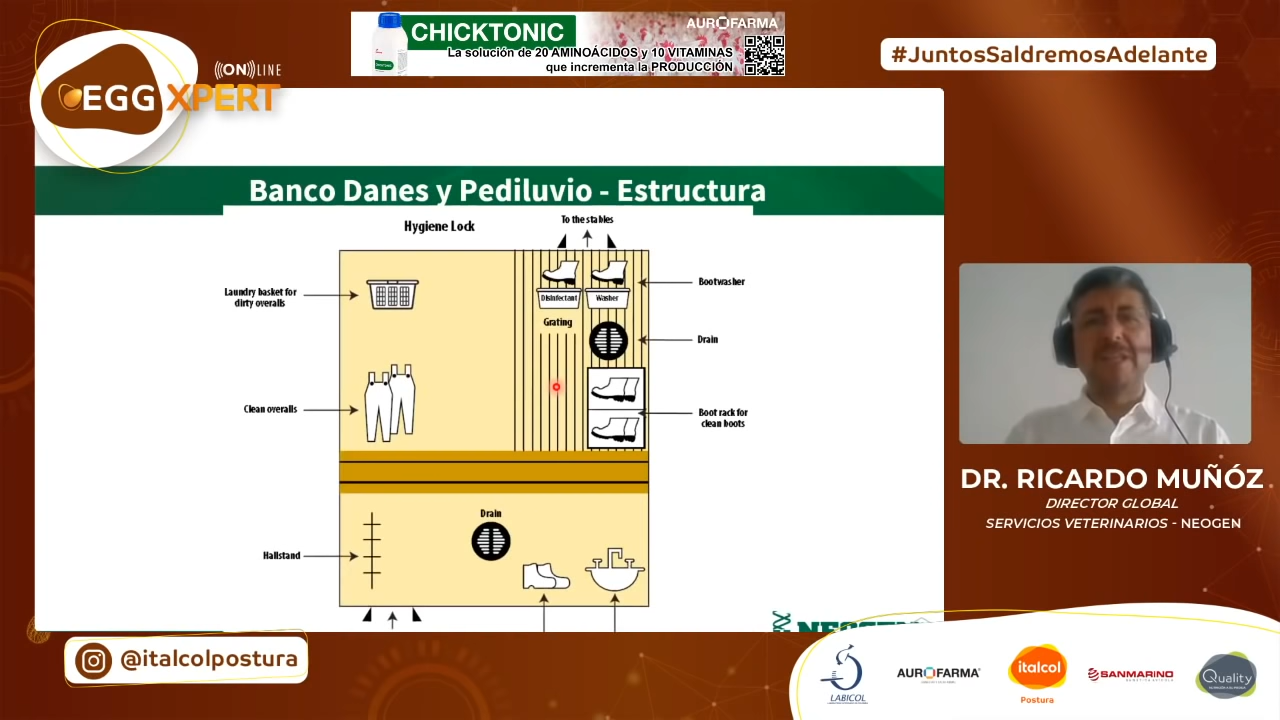 CHICKTONIC
AUROFARMA
La solución de 20 AMINOÁCIDOS y 10 VITAMINAS
que incrementa la PRODUCCIÓN
#JuntosSaldremosAdelante
((ON))LINE
EGG XPERT
Banco Danes y Pediluvio - Estructura
Hygiene Lock
To the stables
Laundry basket for
dirty overalls
Disinfectant
Washer
Bootwasher
Grating
Drain
Clean overalls
Boot rack for
clean boots
Drain
Hallstand
NEOGEN
DR. RICARDO MUÑÓZ
DIRECTOR GLOBAL
SERVICIOS VETERINARIOS - NEOGEN
@italcolpostura
LABICOL
AUROFARMA
italcol
Postura
SANMARINO
Quality